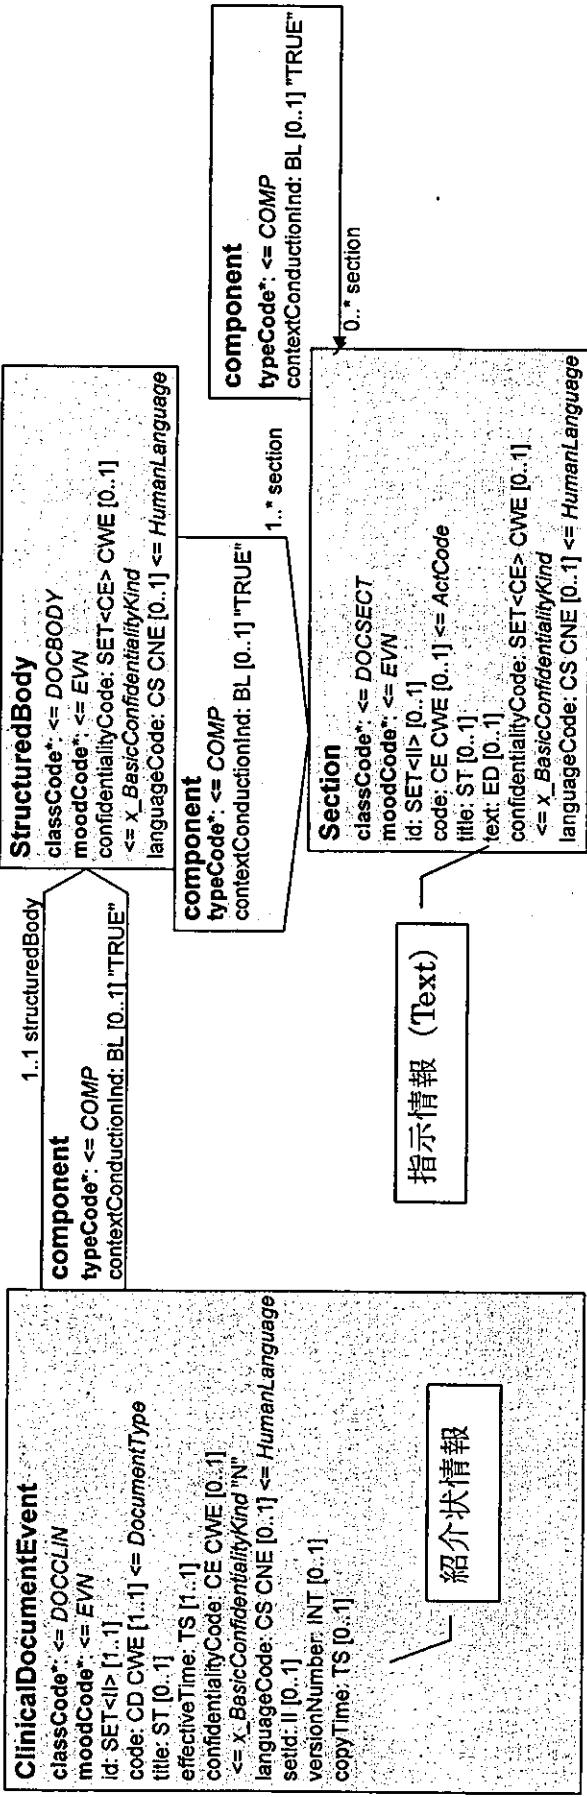 ClinicalDocumentEvent
classCode*: <= DOCCLIN
moodCode*: <= EVN
id: SET<II> [1..1]
code: CD CWE [1..1] <= DocumentType
title: ST [0..1]
effectiveTime: TS [1..1]
confidentialityCode: CE CWE [0..1]
<= x_BasicConfidentialityKind "N"
languageCode: CS CNE [0..1] <= HumanLanguage
setId: II [0..1]
versionNumber: INT [0..1]
copyTime: TS [0..1]
紹介状情報
1..1 structuredBody
component
typeCode*: <= COMP
contextConductionInd: BL [0..1] "TRUE"
StructuredBody
classCode*: <= DOCBODY
moodCode*: <= EVN
confidentialityCode: SET<CE> CWE [0..1]
<= x_BasicConfidentialityKind
languageCode: CS CNE [0..1] <= HumanLanguage
component
typeCode*: <= COMP
contextConductionInd: BL [0..1] "TRUE"
1..* section
Section
classCode*: <= DOCSECT
moodCode*: <= EVN
id: SET<II> [0..1]
code: CE CWE [0..1] <= ActCode
title: ST [0..1]
text: ED [0..1]
confidentialityCode: SET<CE> CWE [0..1]
<= x_BasicConfidentialityKind
languageCode: CS CNE [0..1] <= HumanLanguage
指示情報 (Text)
component
typeCode*: <= COMP
contextConductionInd: BL [0..1] "TRUE"
0..* section